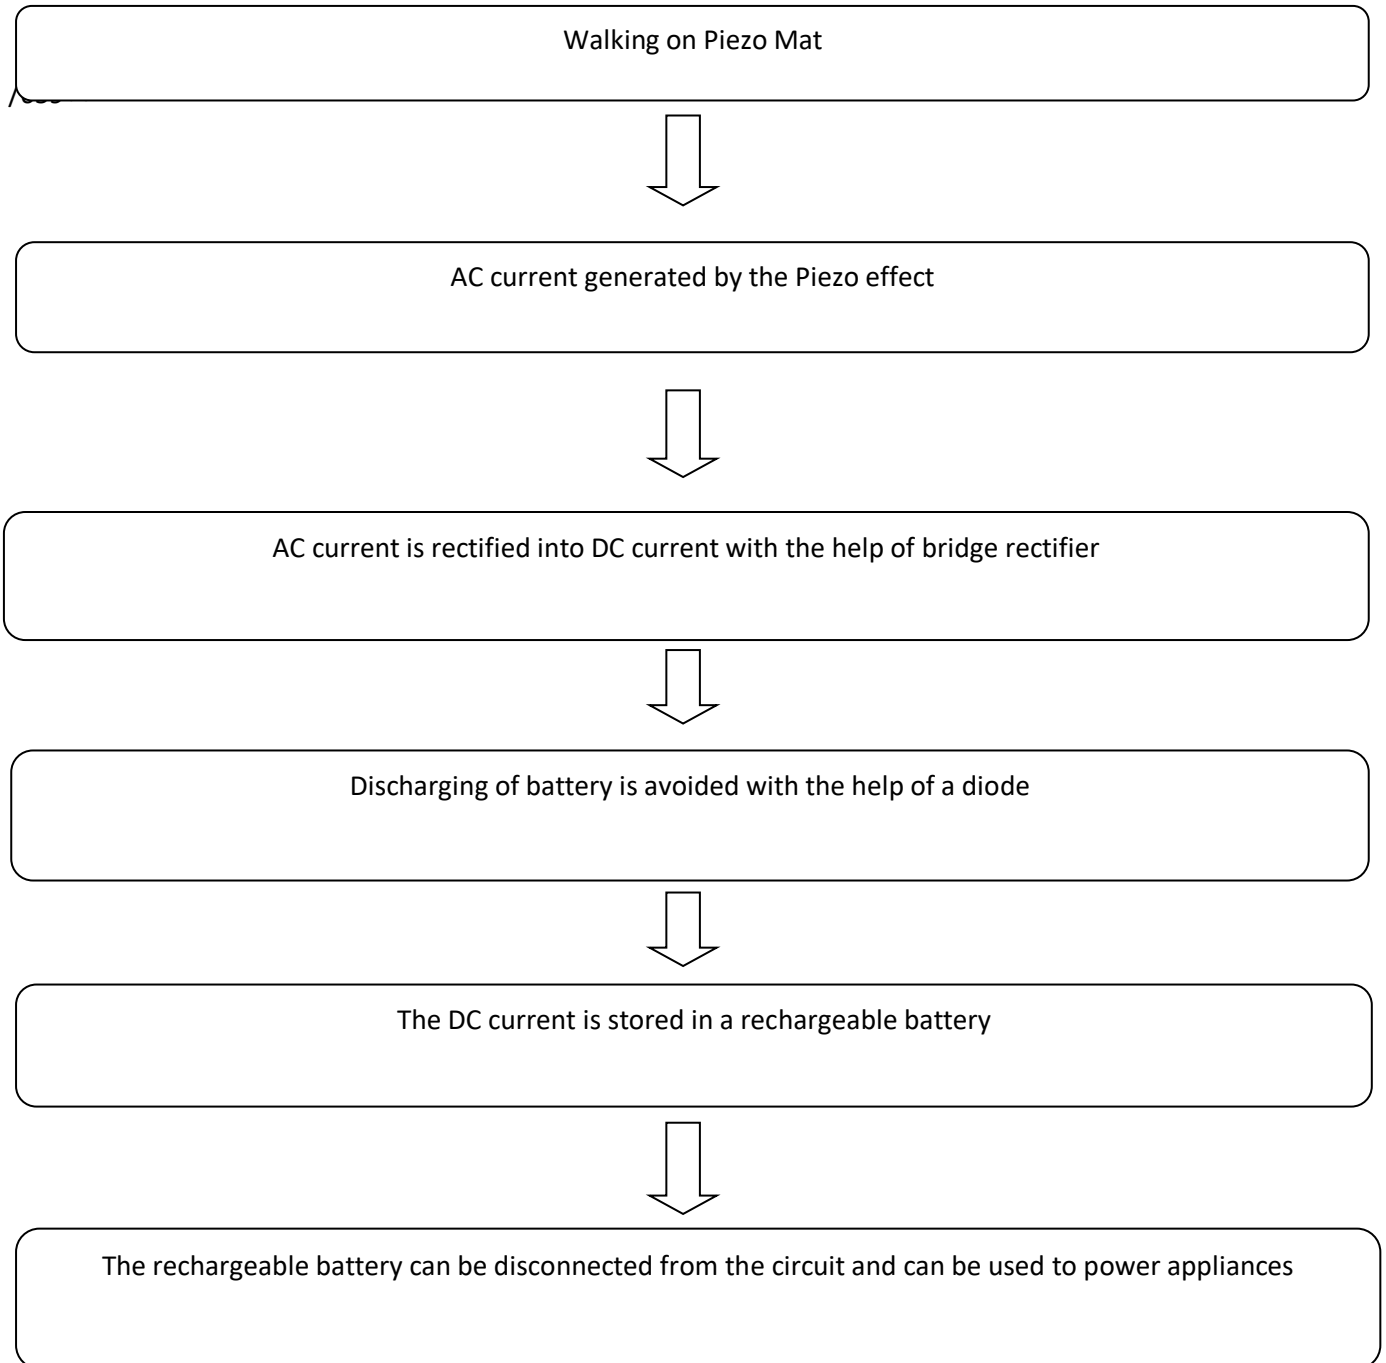 Walking on Piezo Mat
AC current generated by the Piezo effect
AC current is rectified into DC current with the help of bridge rectifier
Discharging of battery is avoided with the help of a diode
The DC current is stored in a rechargeable battery
The rechargeable battery can be disconnected from the circuit and can be used to power appliances